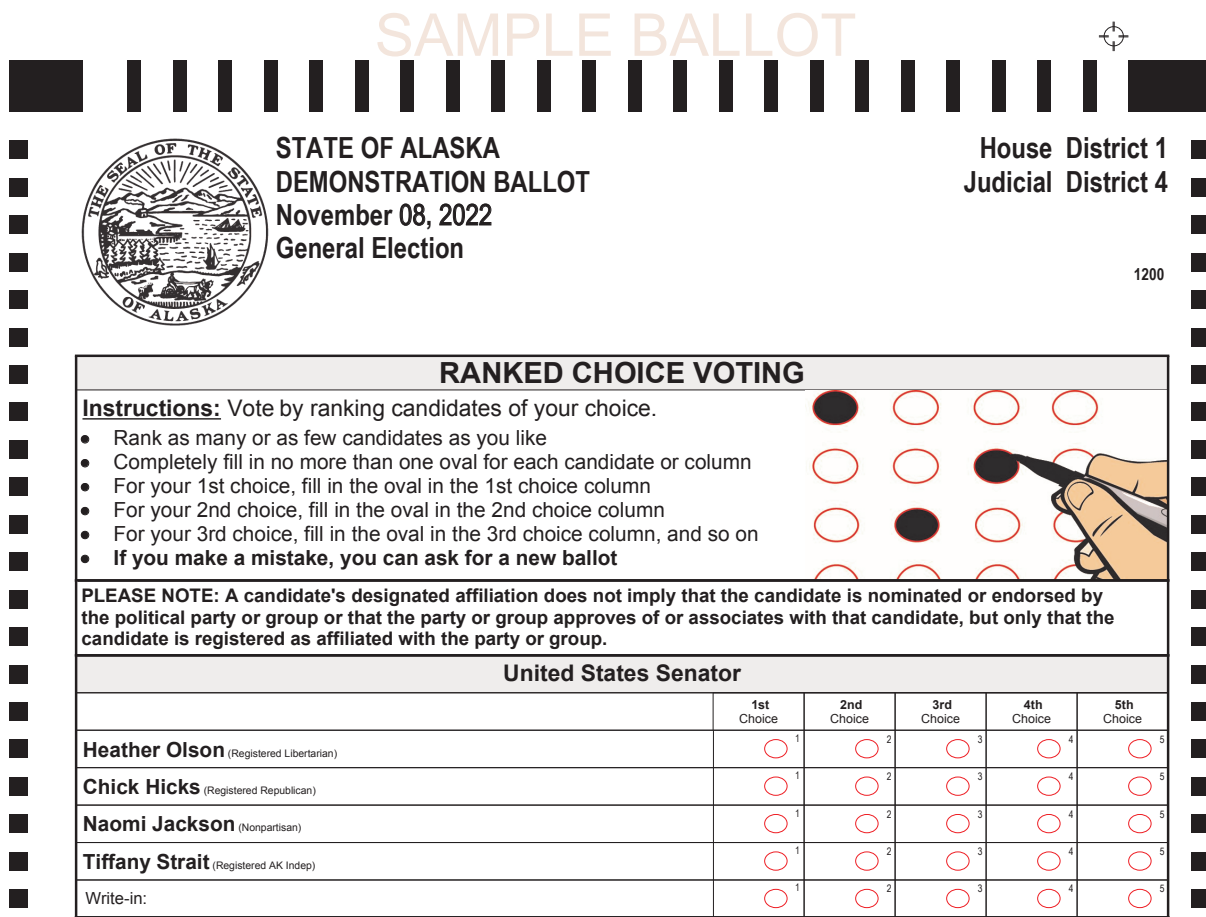 SAMPLE BALLOT
THE SEAL OF THE STATE OF ALASKA
STATE OF ALASKA
DEMONSTRATION BALLOT
November 08, 2022
General Election
House District 1
Judicial District 4
1200
RANKED CHOICE VOTING
Instructions: Vote by ranking candidates of your choice.
● Rank as many or as few candidates as you like
● Completely fill in no more than one oval for each candidate or column
● For your 1st choice, fill in the oval in the 1st choice column
● For your 2nd choice, fill in the oval in the 2nd choice column
● For your 3rd choice, fill in the oval in the 3rd choice column, and so on
● If you make a mistake, you can ask for a new ballot
PLEASE NOTE: A candidate's designated affiliation does not imply that the candidate is nominated or endorsed by
the political party or group or that the party or group approves of or associates with that candidate, but only that the
candidate is registered as affiliated with the party or group.
United States Senator
1st 2nd 3rd 4th 5th
Choice Choice Choice Choice Choice
Heather Olson (Registered Libertarian) 1 2 3 4 5
Chick Hicks (Registered Republican) 1 2 3 4 5
Naomi Jackson (Nonpartisan) 1 2 3 4 5
Tiffany Strait (Registered AK Indep) 1 2 3 4 5
Write-in: 1 2 3 4 5